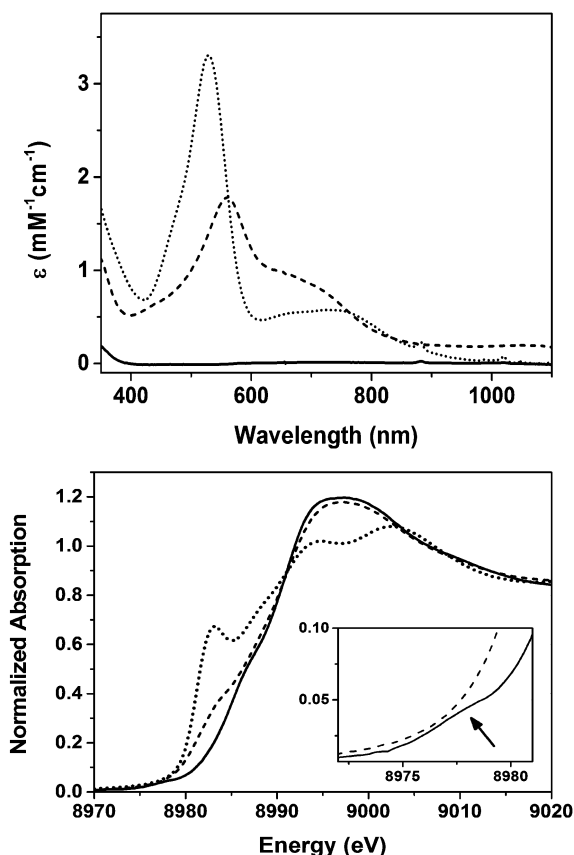 3
2
1
0
ε (mM⁻¹cm⁻¹)
400 600 800 1000
Wavelength (nm)
1.2
1.0
0.8
0.6
0.4
0.2
0.0
Normalized Absorption
0.10
0.05
8975 8980
8970 8980 8990 9000 9010 9020
Energy (eV)